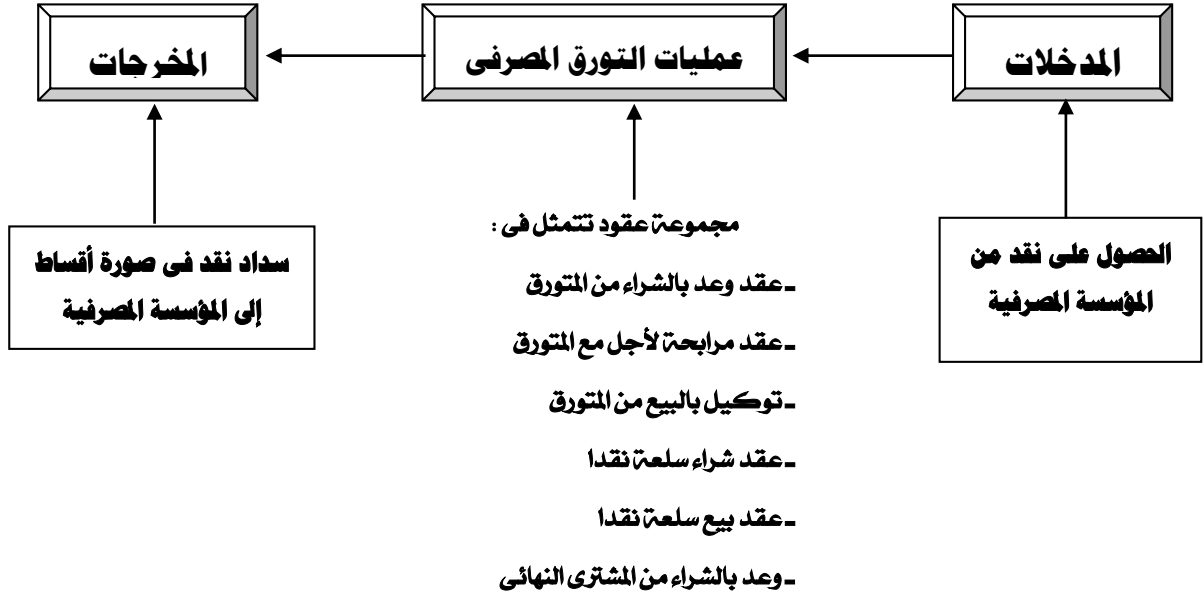 المدخلات
عمليات التورق المصرفى
المخرجات
الحصول على نقد من
المؤسسة المصرفية
مجموعة عقود تتمثل فى :
ـ عقد وعد بالشراء من المتورق
ـ عقد مرابحة لأجل مع المتورق
ـ توكيل بالبيع من المتورق
ـ عقد شراء سلعة نقدا
ـ عقد بيع سلعة نقدا
ـ وعد بالشراء من المشترى النهائى
سداد نقد فى صورة أقساط
إلى المؤسسة المصرفية